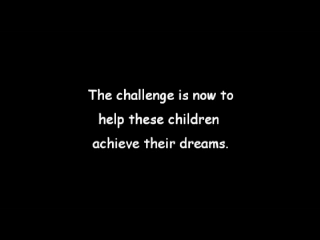 The challenge is now to
help these children
achieve their dreams.